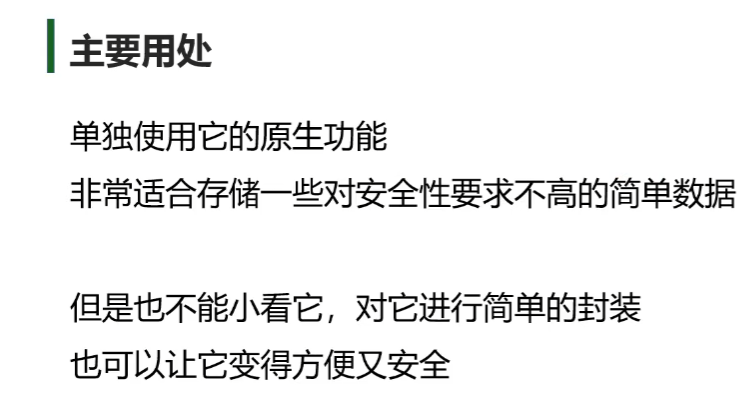 主要用处
单独使用它的原生功能
非常适合存储一些对安全性要求不高的简单数据
但是也不能小看它，对它进行简单的封装
也可以让它变得方便又安全